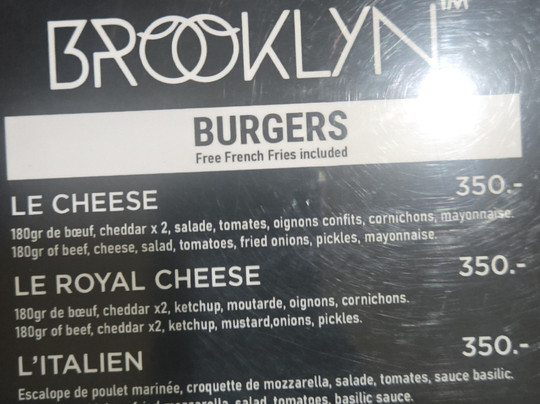 BROOKLYN™
BURGERS
Free French Fries included
LE CHEESE 350.-
180gr de bœuf, cheddar x 2, salade, tomates, oignons confits, cornichons, mayonnaise.
180gr of beef, cheese, salad, tomatoes, fried onions, pickles, mayonnaise.
LE ROYAL CHEESE 350.-
180gr de bœuf, cheddar x2, ketchup, moutarde, oignons, cornichons.
180gr of beef, cheddar x2, ketchup, mustard,onions, pickles.
L'ITALIEN 350.-
Escalope de poulet marinée, croquette de mozzarella, salade, tomates, sauce basilic.
fried mozzarella, salad, tomatoes, basilic sauce.